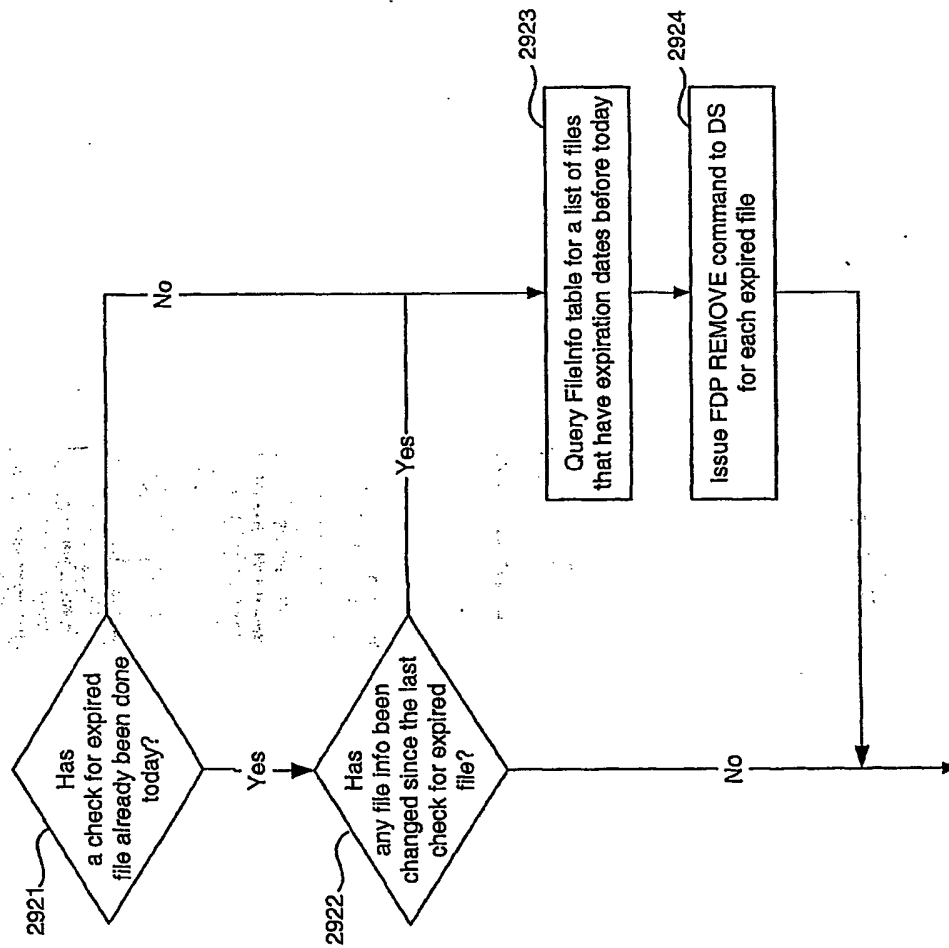 2921
Has
a check for expired
file already been done
today?
No
Yes
2922
Has
any file info been
changed since the last
check for expired
file?
Yes
No
2923
Query FileInfo table for a list of files
that have expiration dates before today
2924
Issue FDP REMOVE command to DS
for each expired file